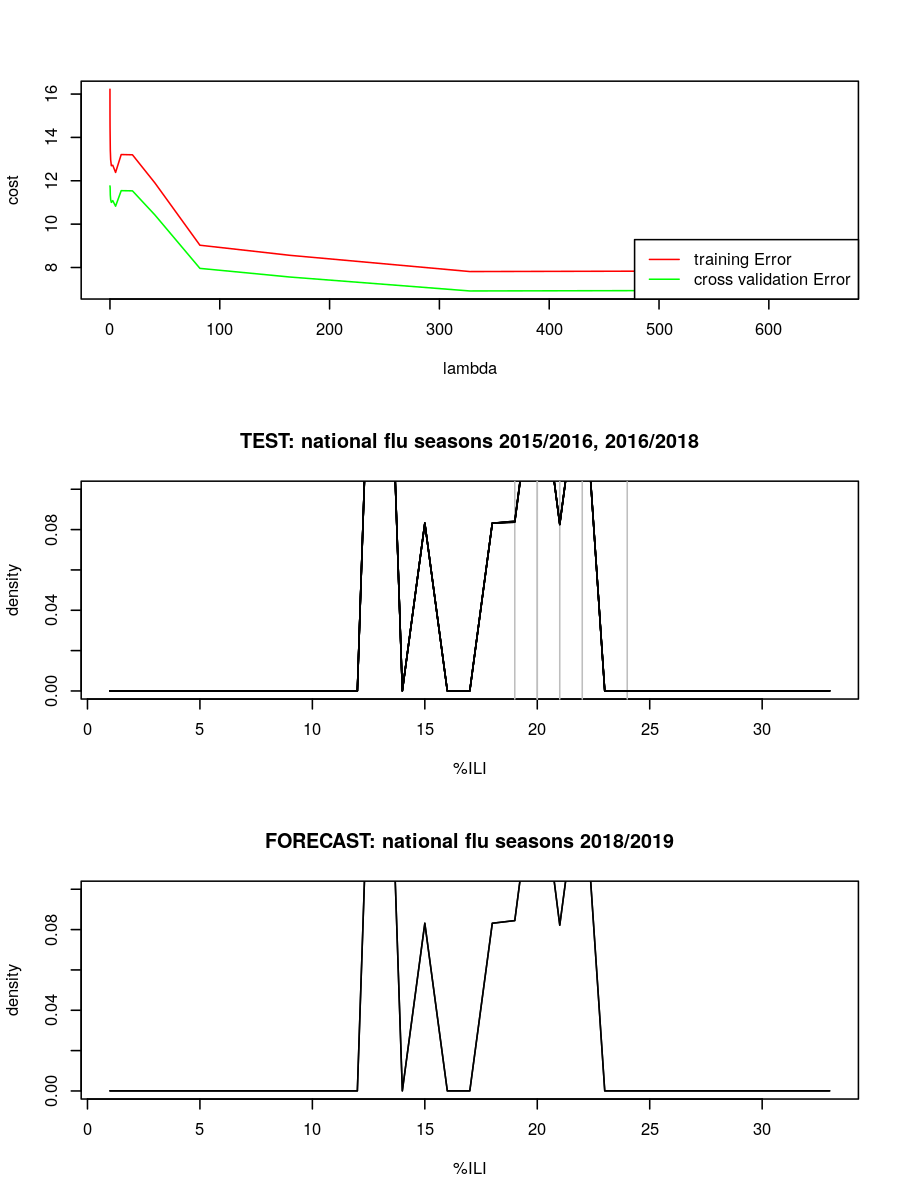 16
14
12
10
8
cost
training Error
cross validation Error
0 100 200 300 400 500 600
lambda
TEST: national flu seasons 2015/2016, 2016/2018
0.08
0.04
0.00
density
0 5 10 15 20 25 30
%ILI
FORECAST: national flu seasons 2018/2019
0.08
0.04
0.00
density
0 5 10 15 20 25 30
%ILI